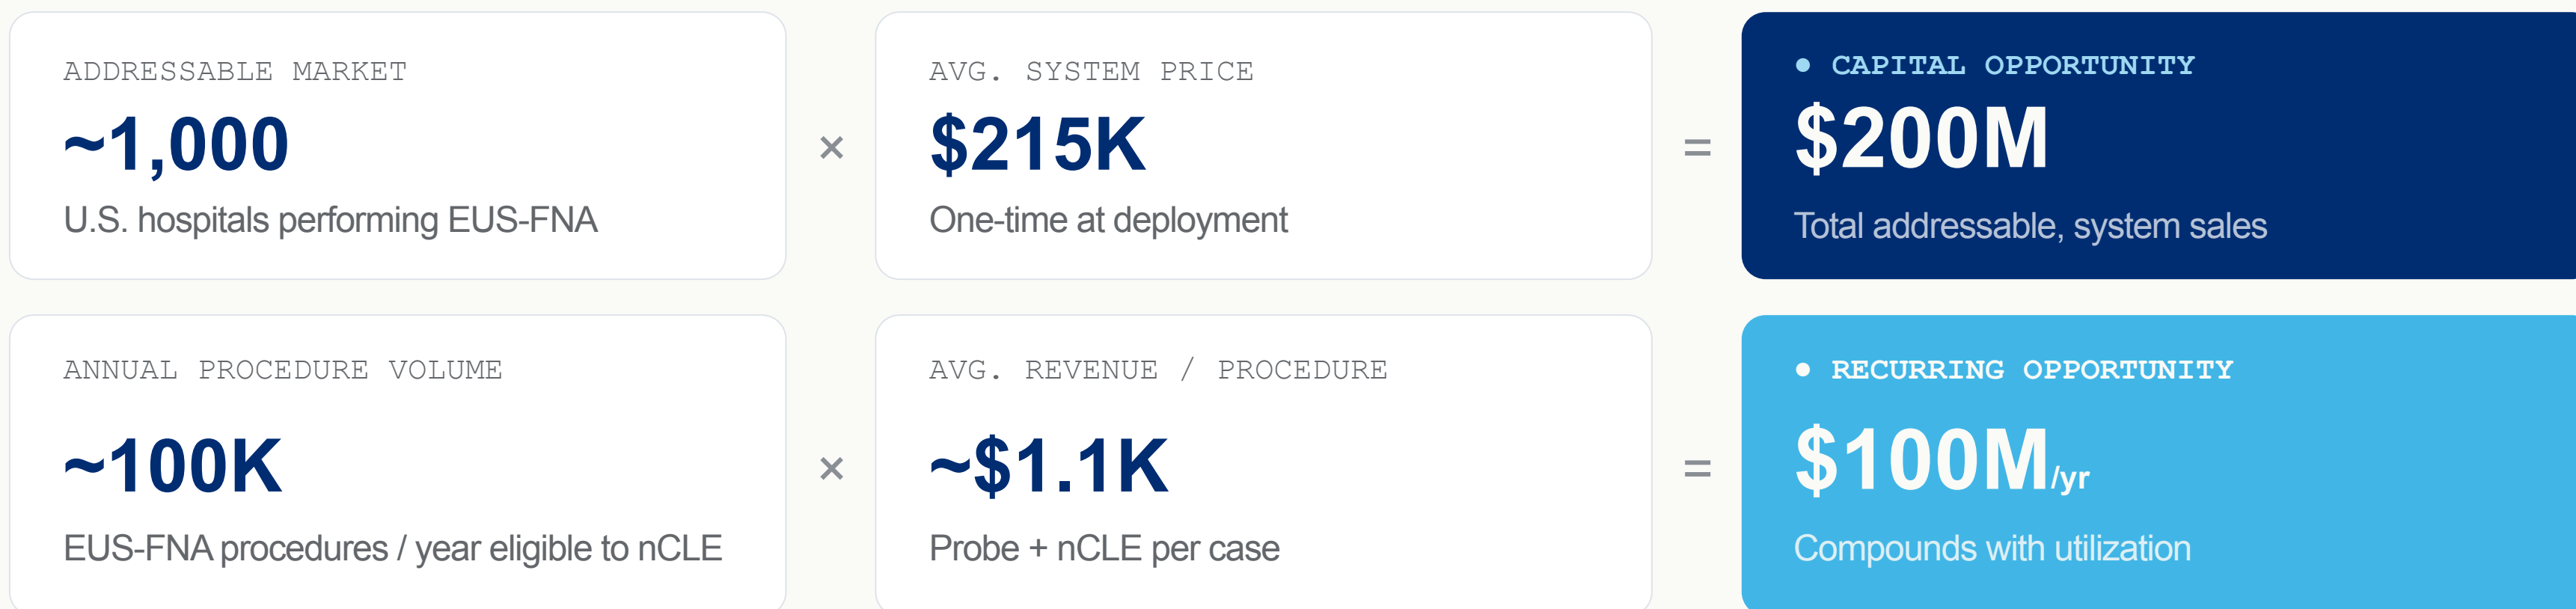 ADDRESSABLE MARKET
~1,000
U.S. hospitals performing EUS-FNA
×
AVG. SYSTEM PRICE
$215K
One-time at deployment
=
● CAPITAL OPPORTUNITY
$200M
Total addressable, system sales
ANNUAL PROCEDURE VOLUME
~100K
EUS-FNA procedures / year eligible to nCLE
×
AVG. REVENUE / PROCEDURE
~$1.1K
Probe + nCLE per case
=
● RECURRING OPPORTUNITY
$100M/yr
Compounds with utilization